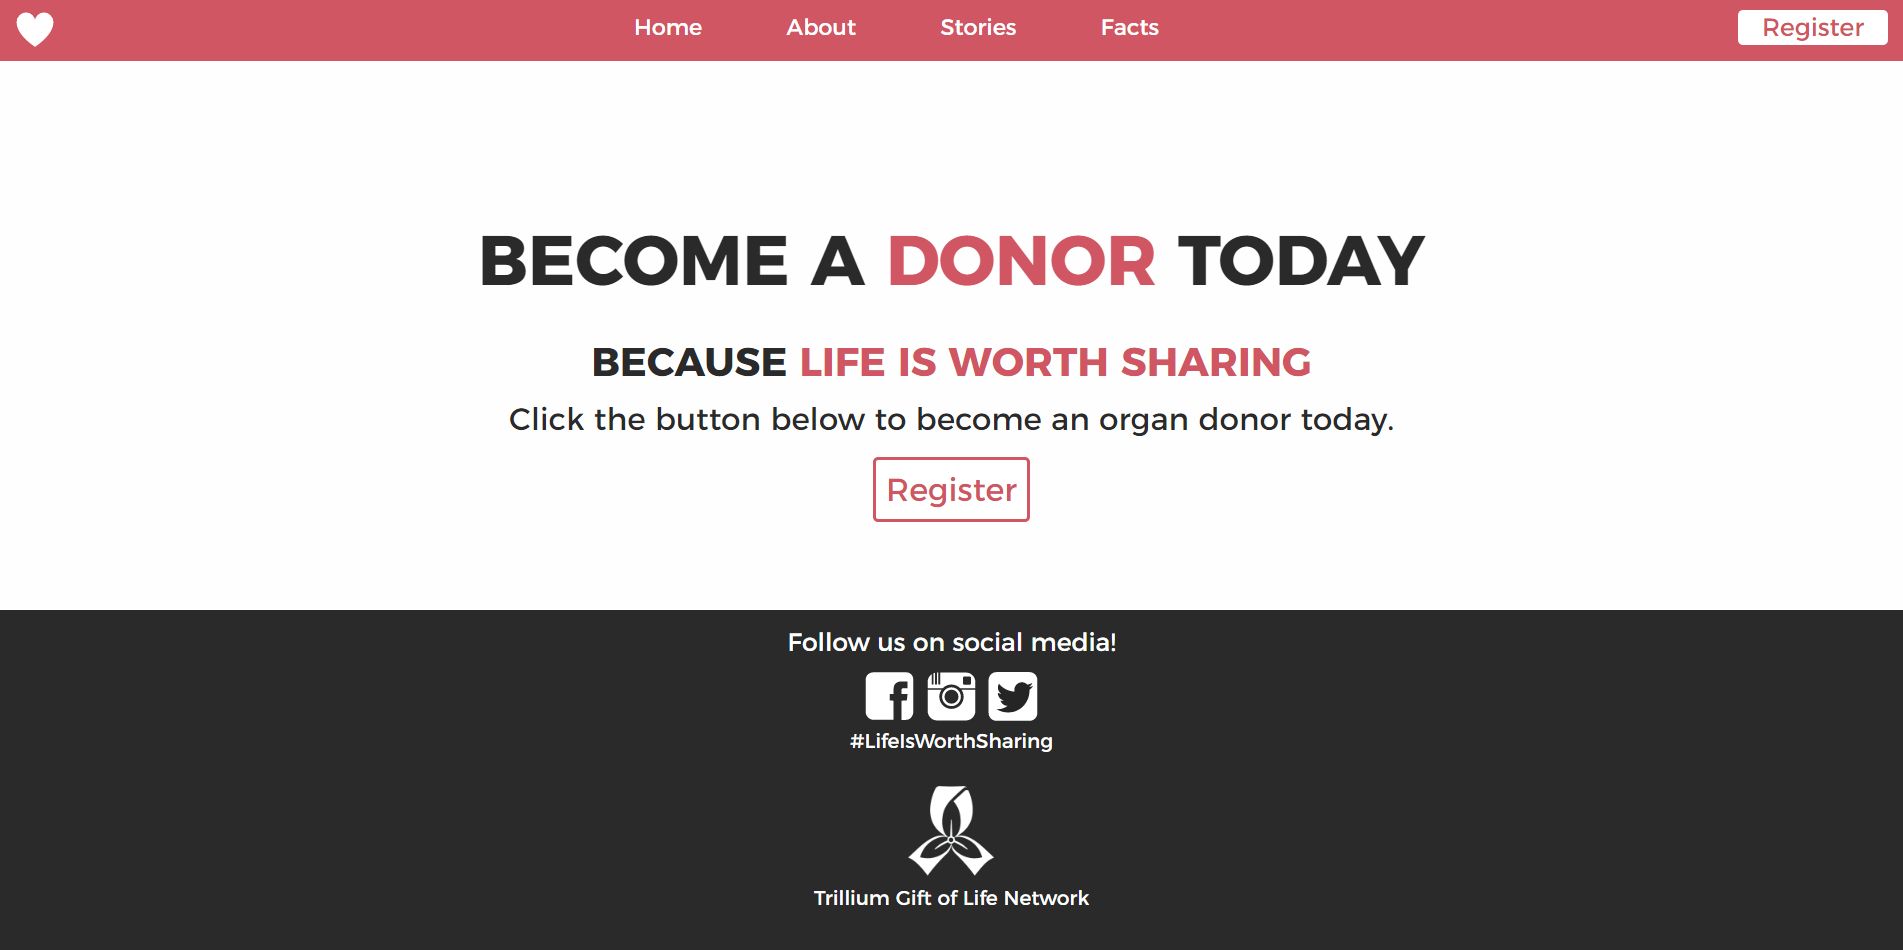 Home About Stories Facts Register
BECOME A DONOR TODAY
BECAUSE LIFE IS WORTH SHARING
Click the button below to become an organ donor today.
Register
Follow us on social media!
#LifeIsWorthSharing
Trillium Gift of Life Network